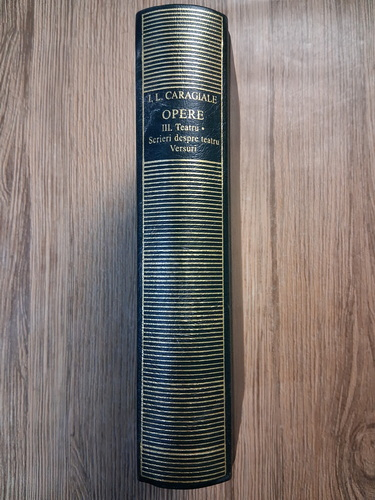 I. L. CARAGIALE
OPERE
III. Teatru •
Scrieri despre teatru
Versuri